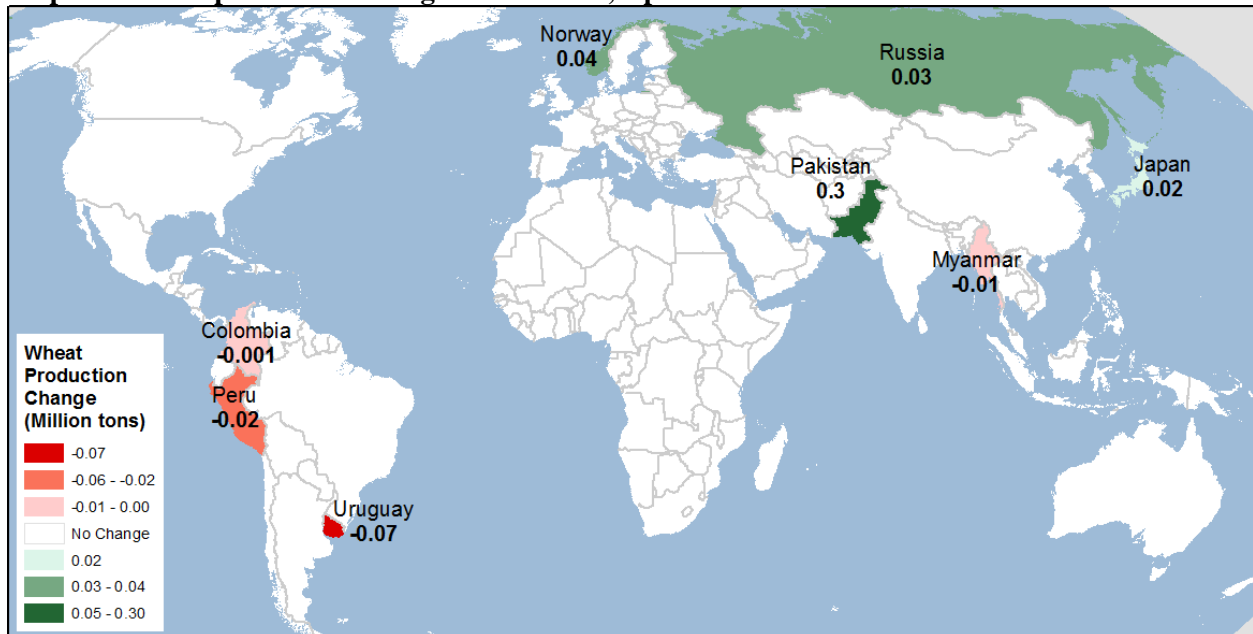 Norway
0.04
Russia
0.03
Pakistan
0.3
Japan
0.02
Myanmar
-0.01
Colombia
-0.001
Peru
-0.02
Uruguay
-0.07
Wheat
Production
Change
(Million tons)
-0.07
-0.06 - -0.02
-0.01 - 0.00
No Change
0.02
0.03 - 0.04
0.05 - 0.30